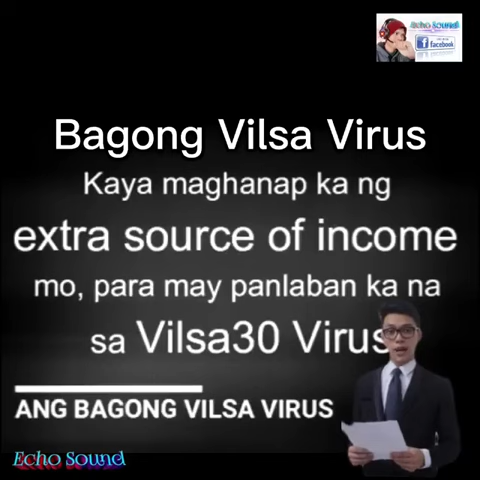 Echo Sound
facebook
Bagong Vilsa Virus
Kaya maghanap ka ng
extra source of income
mo, para may panlaban ka na
sa Vilsa30 Virus
ANG BAGONG VILSA VIRUS
Echo Sound